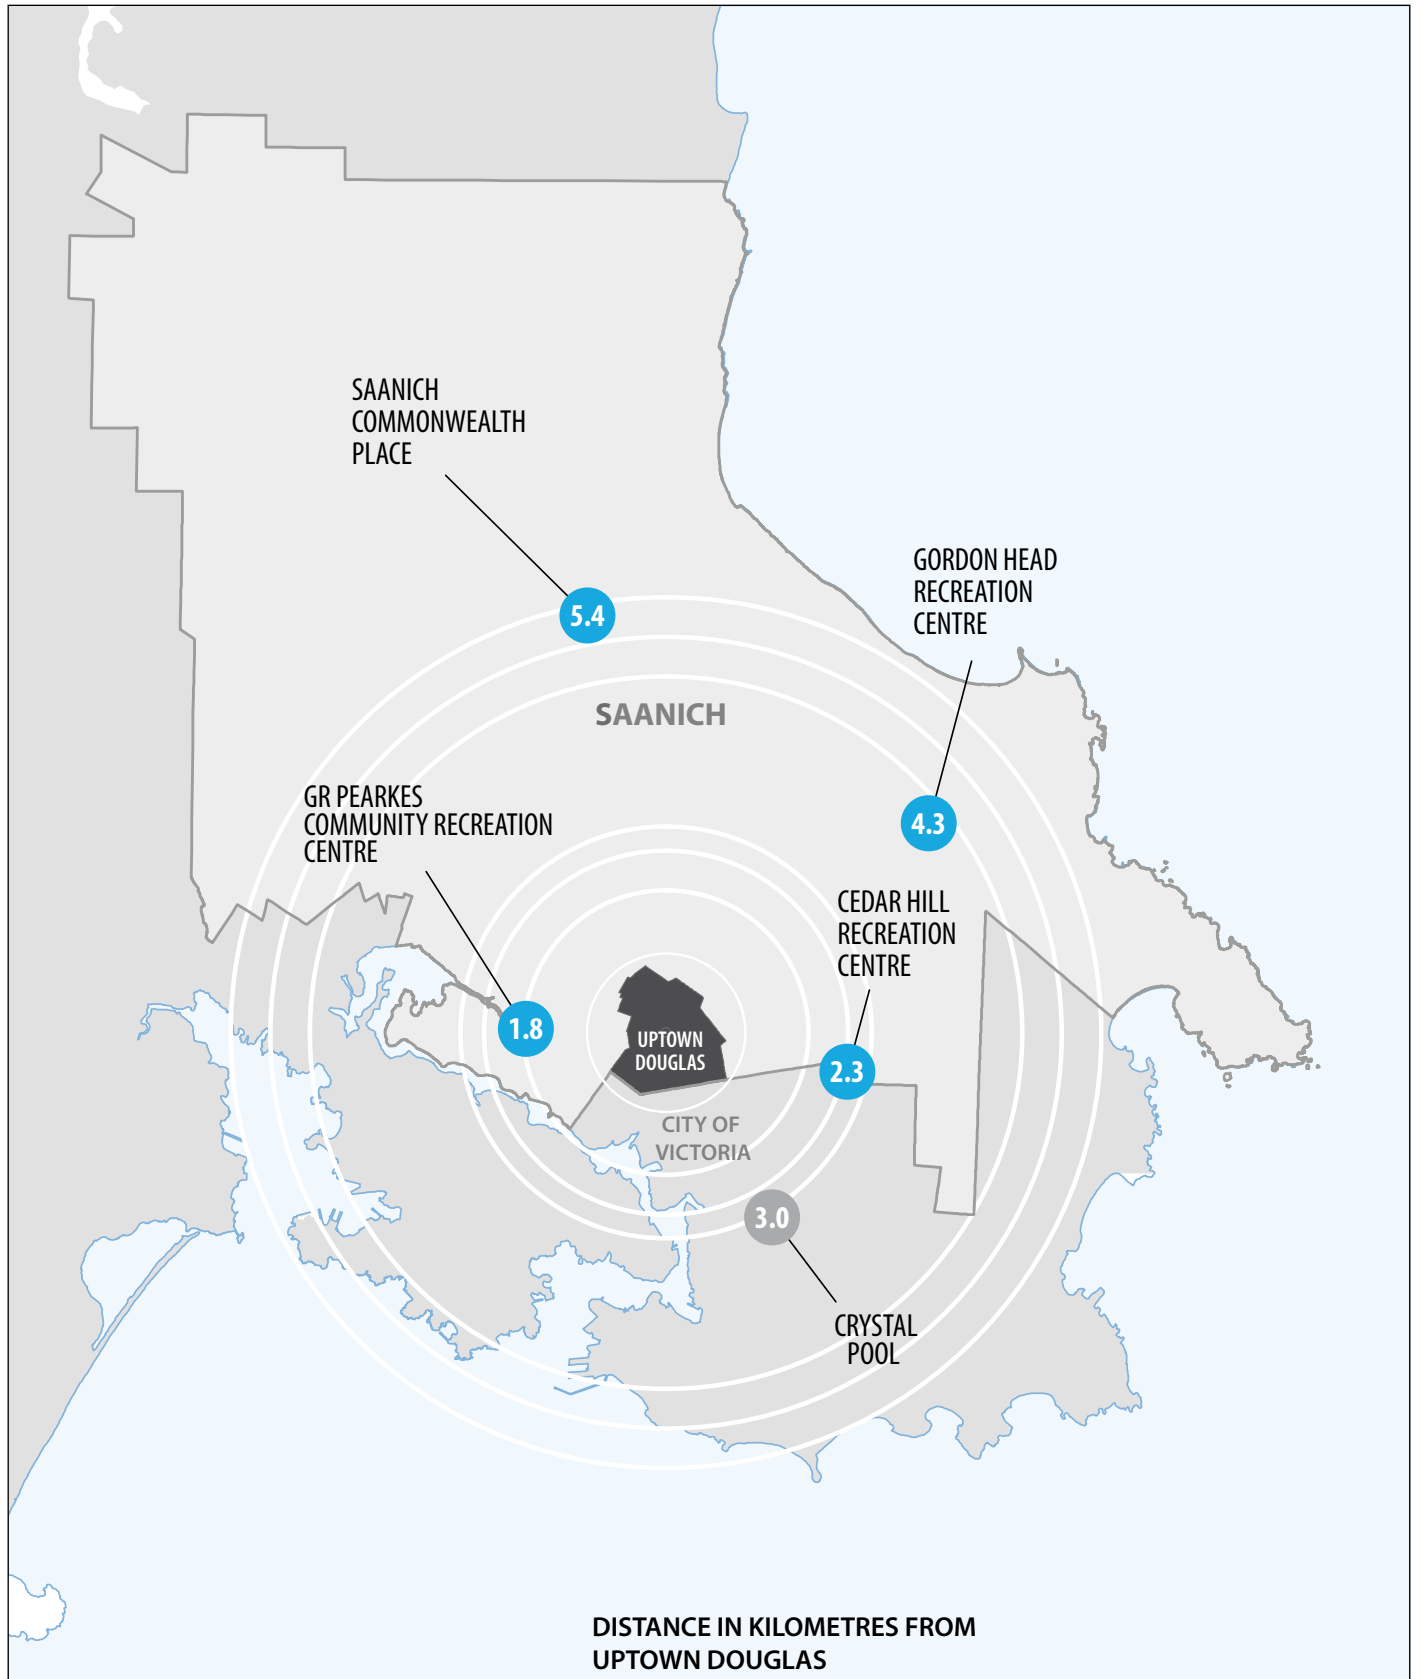 SAANICH
COMMONWEALTH
PLACE
5.4
GORDON HEAD
RECREATION
CENTRE
SAANICH
GR PEARKES
COMMUNITY RECREATION
CENTRE
4.3
CEDAR HILL
RECREATION
CENTRE
1.8
UPTOWN
DOUGLAS
2.3
CITY OF
VICTORIA
3.0
CRYSTAL
POOL
DISTANCE IN KILOMETRES FROM
UPTOWN DOUGLAS